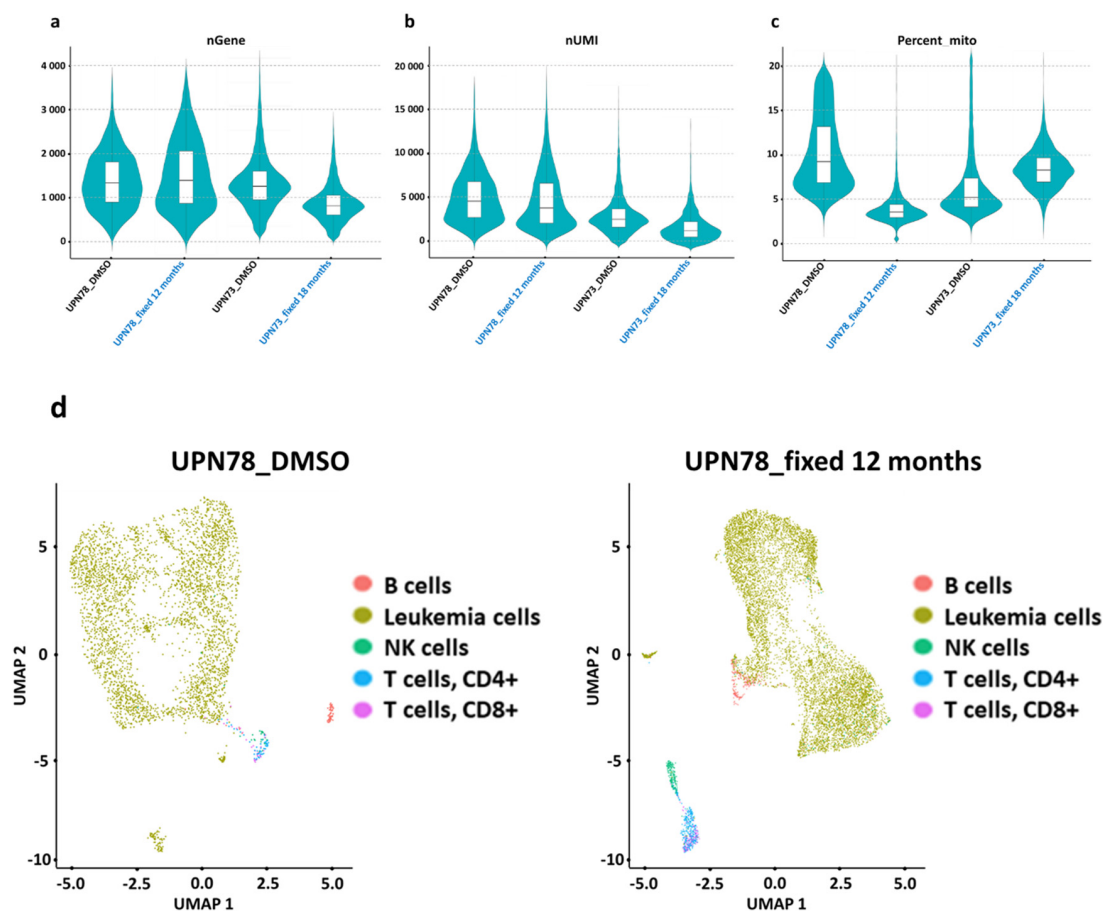 a
b
c
nGene
nUMI
Percent_mito
4 000
3 000
2 000
1 000
0
20 000
15 000
10 000
5 000
0
20
15
10
5
0
UPN78_DMSO
UPN78_fixed 12 months
UPN73_DMSO
UPN73_fixed 18 months
UPN78_DMSO
UPN78_fixed 12 months
UPN73_DMSO
UPN73_fixed 18 months
UPN78_DMSO
UPN78_fixed 12 months
UPN73_DMSO
UPN73_fixed 18 months
d
UPN78_DMSO
5
0
-5
-10
UMAP 2
-5.0 -2.5 0.0 2.5 5.0
UMAP 1
B cells
Leukemia cells
NK cells
T cells, CD4+
T cells, CD8+
UPN78_fixed 12 months
5
0
-5
-10
UMAP 2
-5.0 -2.5 0.0 2.5 5.0
UMAP 1
B cells
Leukemia cells
NK cells
T cells, CD4+
T cells, CD8+